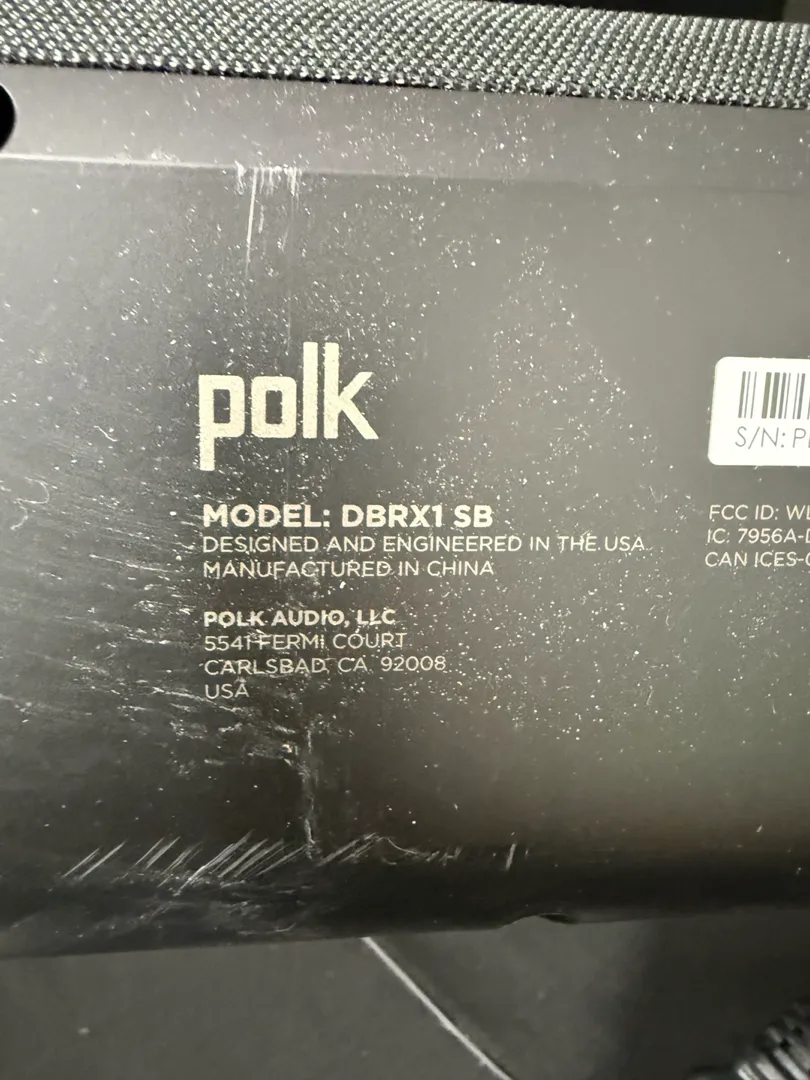 polk
MODEL: DBRX1 SB
DESIGNED AND ENGINEERED IN THE USA
MANUFACTURED IN CHINA
POLK AUDIO, LLC
5541 FERMI COURT
CARLSBAD, CA 92008
USA
S/N:
FCC ID:
IC: 7956A-
CAN ICES-